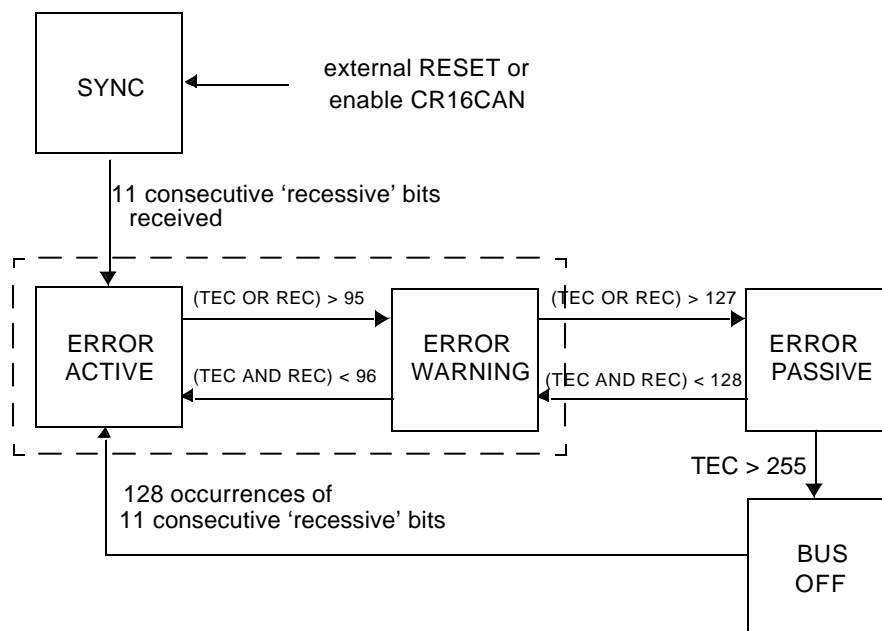 SYNC
external RESET or
enable CR16CAN
11 consecutive ‘recessive’ bits
received
(TEC OR REC) > 95
(TEC OR REC) > 127
ERROR
ACTIVE
ERROR
WARNING
ERROR
PASSIVE
(TEC AND REC) < 96
(TEC AND REC) < 128
TEC > 255
128 occurrences of
11 consecutive ‘recessive’ bits
BUS
OFF